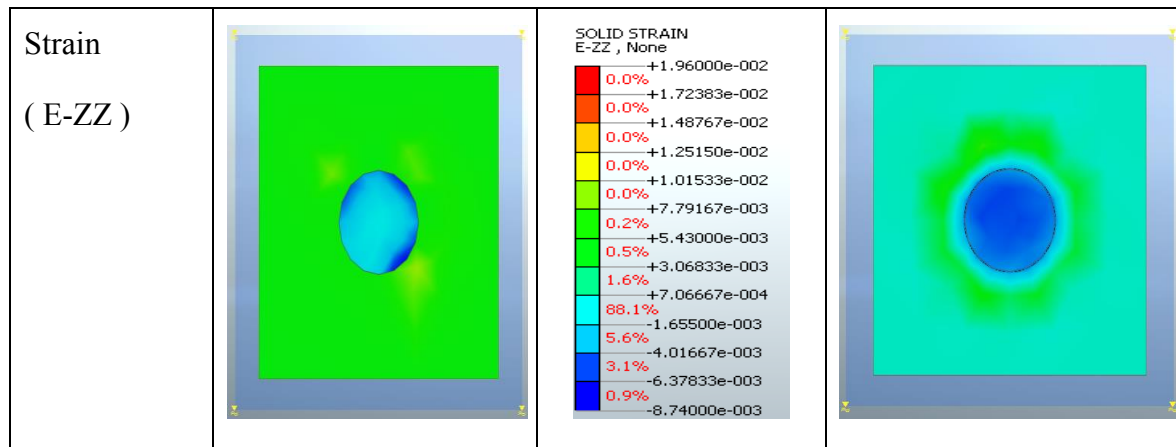 Strain
( E-ZZ )
SOLID STRAIN
E-ZZ , None
+1.96000e-002
0.0%
+1.72383e-002
0.0%
+1.48767e-002
0.0%
+1.25150e-002
0.0%
+1.01533e-002
0.0%
+7.79167e-003
0.2%
+5.43000e-003
0.5%
+3.06833e-003
1.6%
+7.06667e-004
88.1%
-1.65500e-003
5.6%
-4.01667e-003
3.1%
-6.37833e-003
0.9%
-8.74000e-003